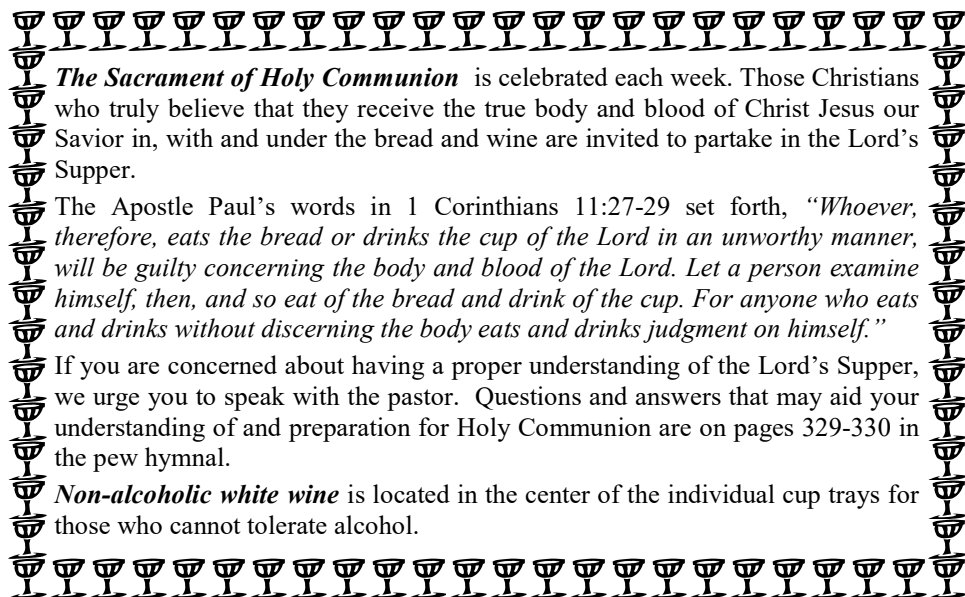 The Sacrament of Holy Communion is celebrated each week. Those Christians
who truly believe that they receive the true body and blood of Christ Jesus our
Savior in, with and under the bread and wine are invited to partake in the Lord’s
Supper.
The Apostle Paul’s words in 1 Corinthians 11:27-29 set forth, “Whoever,
therefore, eats the bread or drinks the cup of the Lord in an unworthy manner,
will be guilty concerning the body and blood of the Lord. Let a person examine
himself, then, and so eat of the bread and drink of the cup. For anyone who eats
and drinks without discerning the body eats and drinks judgment on himself.”
If you are concerned about having a proper understanding of the Lord’s Supper,
we urge you to speak with the pastor. Questions and answers that may aid your
understanding of and preparation for Holy Communion are on pages 329-330 in
the pew hymnal.
Non-alcoholic white wine is located in the center of the individual cup trays for
those who cannot tolerate alcohol.